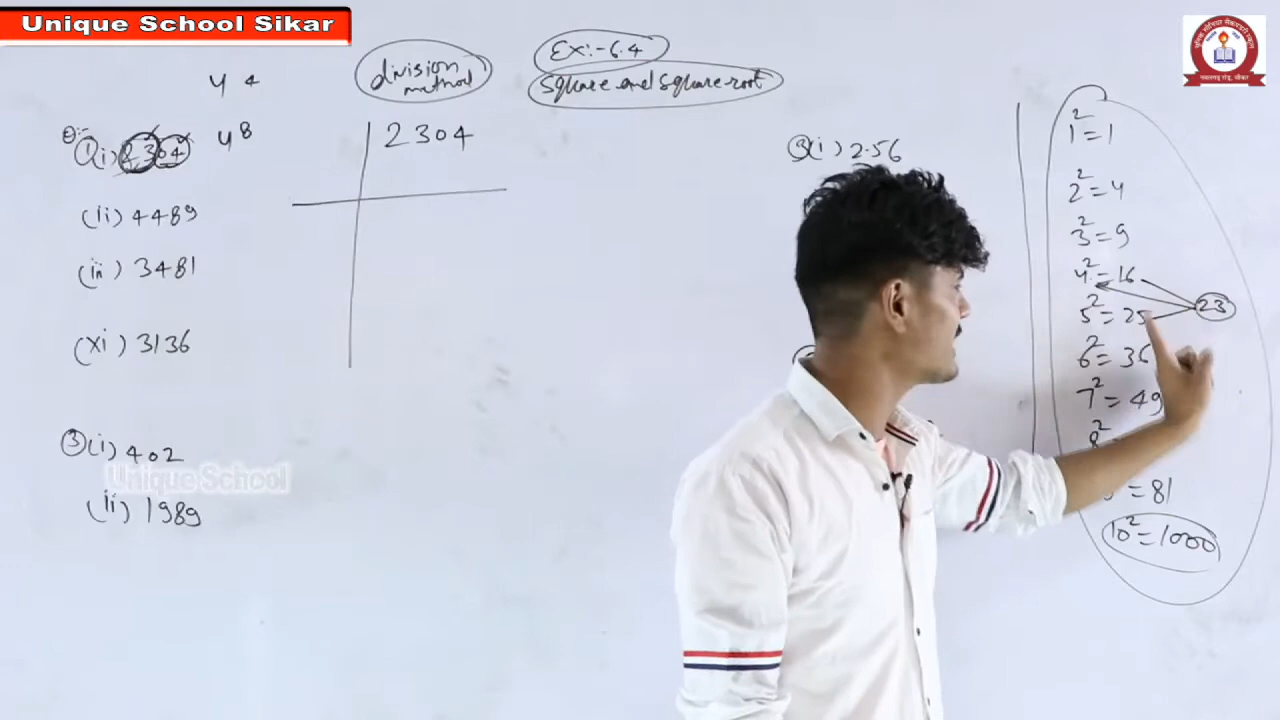 Unique School Sikar
division method
Ex:-6.4
square and square root
4 4
4 8
Q:-
① (i) 2304
2304
(ii) 4489
(iii) 3481
(xi) 3136
③ (i) 402
Unique School
(ii) 1989
③ (i) 2.56
1² = 1
2² = 4
3² = 9
4² = 16
23
5² = 25
6² = 36
7² = 49
8² =
= 81
10² = 1000